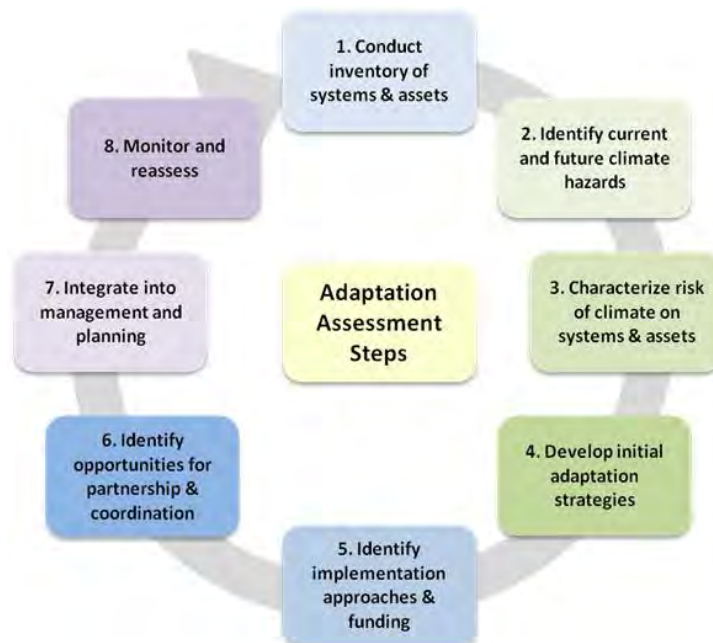 1. Conduct
inventory of
systems & assets
2. Identify current
and future climate
hazards
3. Characterize risk
of climate on
systems & assets
4. Develop initial
adaptation
strategies
5. Identify
implementation
approaches &
funding
6. Identify
opportunities for
partnership &
coordination
7. Integrate into
management and
planning
8. Monitor and
reassess
Adaptation
Assessment
Steps